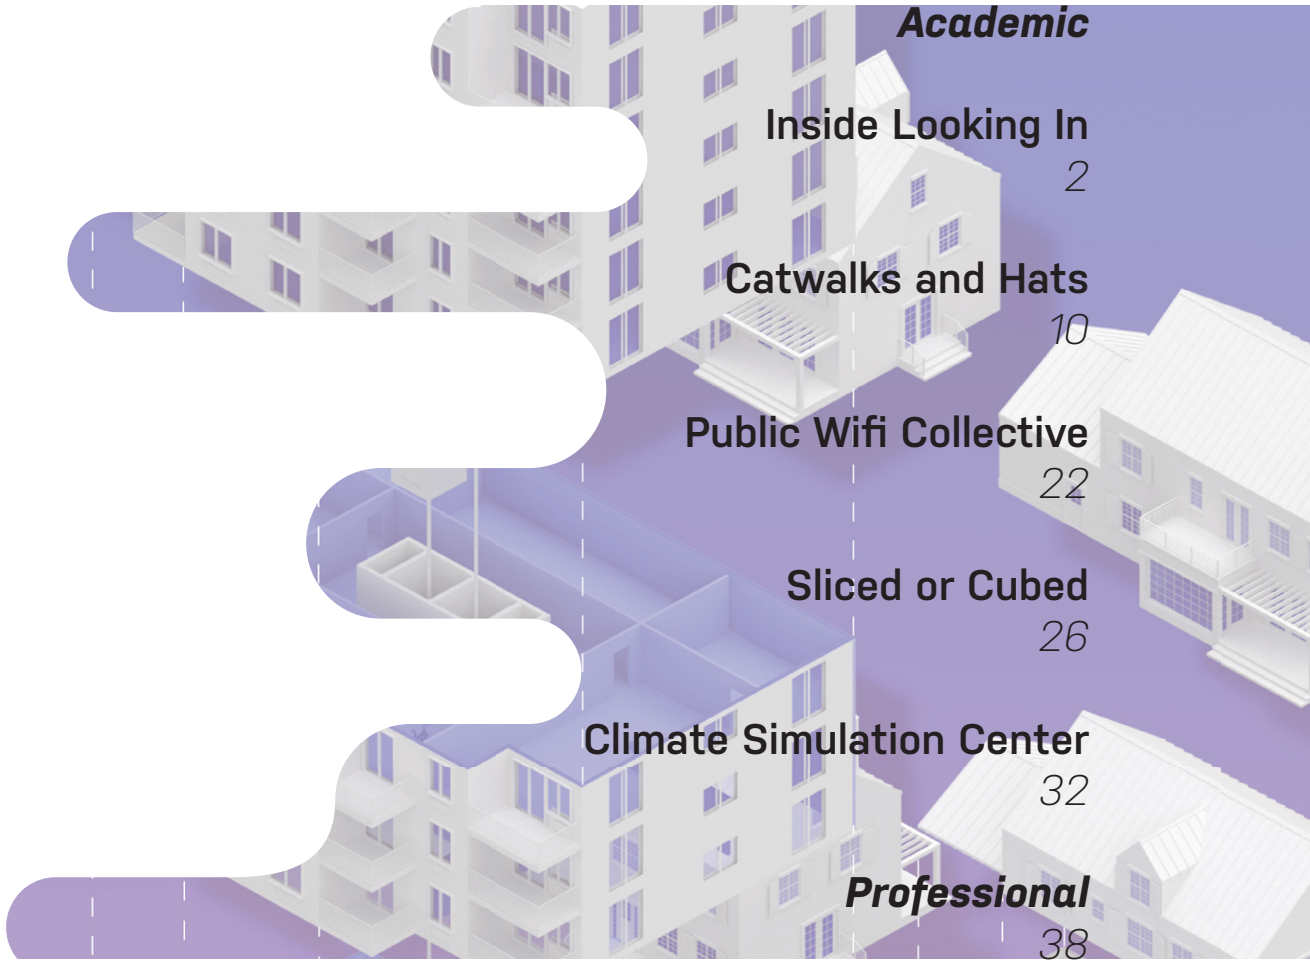 Academic
Inside Looking In
2
Catwalks and Hats
10
Public Wifi Collective
22
Sliced or Cubed
26
Climate Simulation Center
32
Professional
38